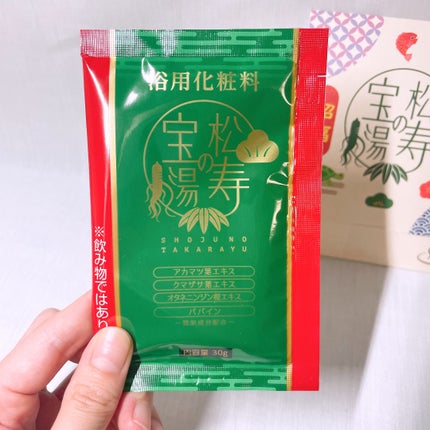 浴用化粧料
松寿の
宝湯
SHOJUNO
TAKARAYU
アカマツ葉エキス
クマザサ葉エキス
オタネニンジン根エキス
パパイン
内容量 30g
※飲み物ではあり
松寿の
宝湯